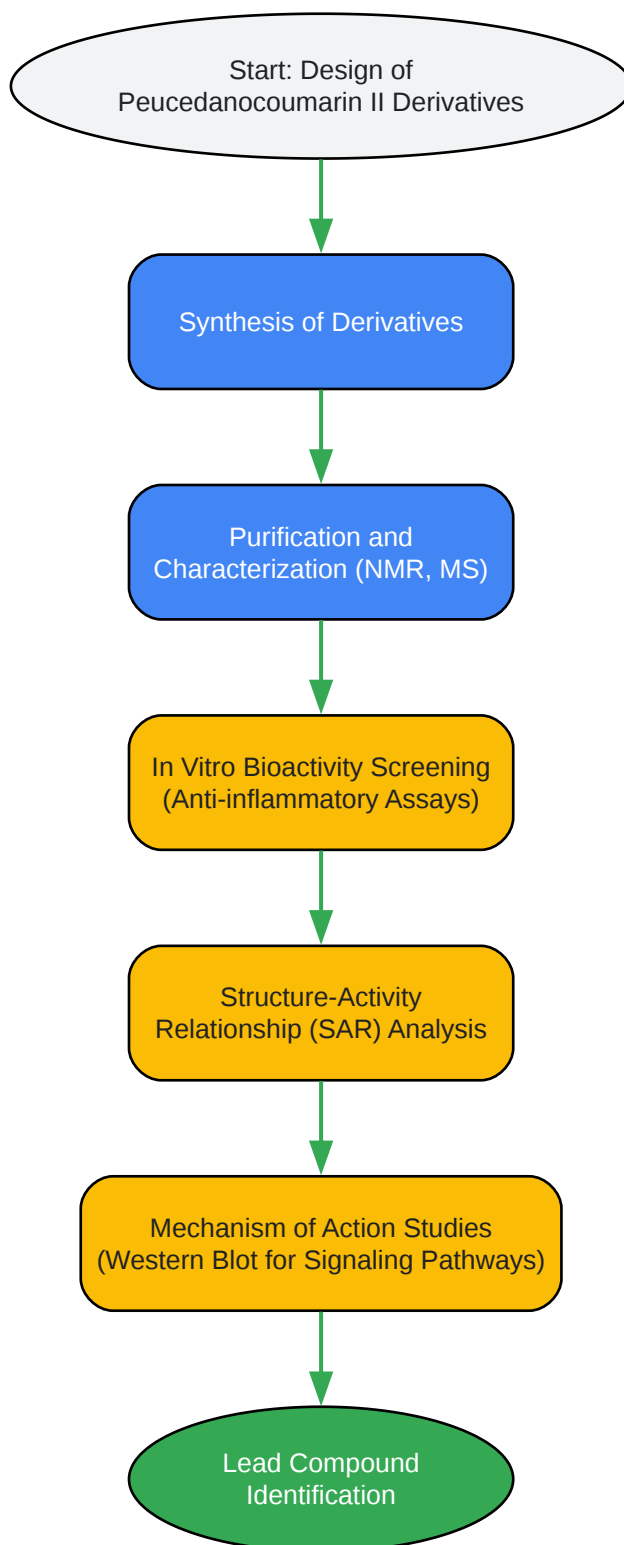 Start: Design of
Peucedanocoumarin II Derivatives
Synthesis of Derivatives
Purification and
Characterization (NMR, MS)
In Vitro Bioactivity Screening
(Anti-inflammatory Assays)
Structure-Activity
Relationship (SAR) Analysis
Mechanism of Action Studies
(Western Blot for Signaling Pathways)
Lead Compound
Identification